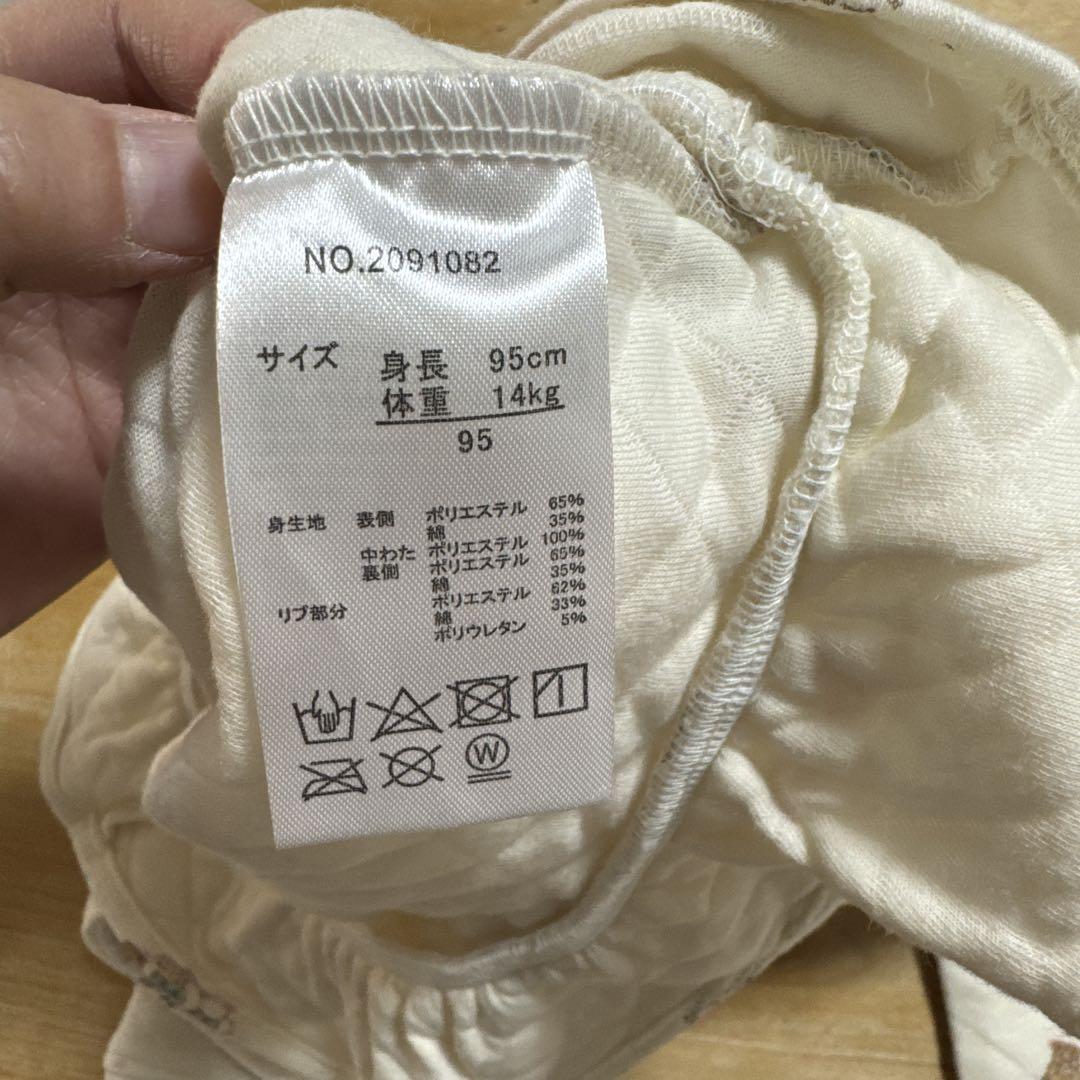 NO.2091082
サイズ 身長 95cm
体重 14kg
95
身生地 表側 ポリエステル 65%
綿 35%
中わた ポリエステル 100%
裏側 ポリエステル 65%
綿 35%
リブ部分 ポリエステル 62%
綿 33%
ポリウレタン 5%
W